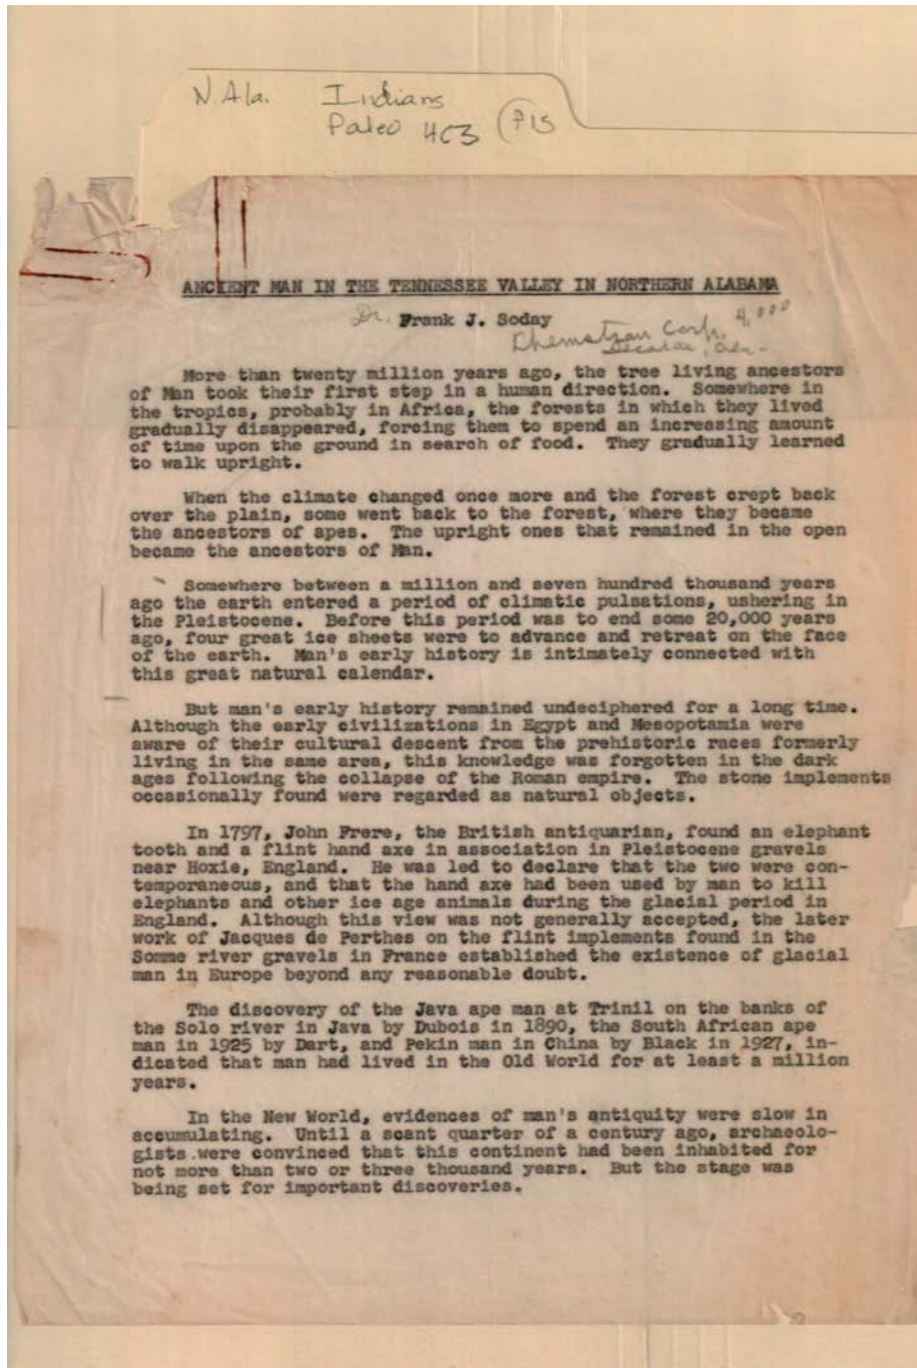 N. Ala. Indians
Paleo 4C3 P15
ANCIENT MAN IN THE TENNESSEE VALLEY IN NORTHERN ALABAMA
Dr. Frank J. Soday
Chemstran Corp. 4,000
Decatur, Ala.
More than twenty million years ago, the tree living ancestors
of Man took their first step in a human direction. Somewhere in
the tropics, probably in Africa, the forests in which they lived
gradually disappeared, forcing them to spend an increasing amount
of time upon the ground in search of food. They gradually learned
to walk upright.
When the climate changed once more and the forest crept back
over the plain, some went back to the forest, where they became
the ancestors of apes. The upright ones that remained in the open
became the ancestors of Man.
Somewhere between a million and seven hundred thousand years
ago the earth entered a period of climatic pulsations, ushering in
the Pleistocene. Before this period was to end some 20,000 years
ago, four great ice sheets were to advance and retreat on the face
of the earth. Man's early history is intimately connected with
this great natural calendar.
But man's early history remained undeciphered for a long time.
Although the early civilizations in Egypt and Mesopotamia were
aware of their cultural descent from the prehistoric races formerly
living in the same area, this knowledge was forgotten in the dark
ages following the collapse of the Roman empire. The stone implements
occasionally found were regarded as natural objects.
In 1797, John Frere, the British antiquarian, found an elephant
tooth and a flint hand axe in association in Pleistocene gravels
near Hoxie, England. He was led to declare that the two were con-
temporaneous, and that the hand axe had been used by man to kill
elephants and other ice age animals during the glacial period in
England. Although this view was not generally accepted, the later
work of Jacques de Perthes on the flint implements found in the
Somme river gravels in France established the existence of glacial
man in Europe beyond any reasonable doubt.
The discovery of the Java ape man at Trinil on the banks of
the Solo river in Java by Dubois in 1890, the South African ape
man in 1925 by Dart, and Pekin man in China by Black in 1927, in-
dicated that man had lived in the Old World for at least a million
years.
In the New World, evidences of man's antiquity were slow in
accumulating. Until a scant quarter of a century ago, archaeolo-
gists were convinced that this continent had been inhabited for
not more than two or three thousand years. But the stage was
being set for important discoveries.